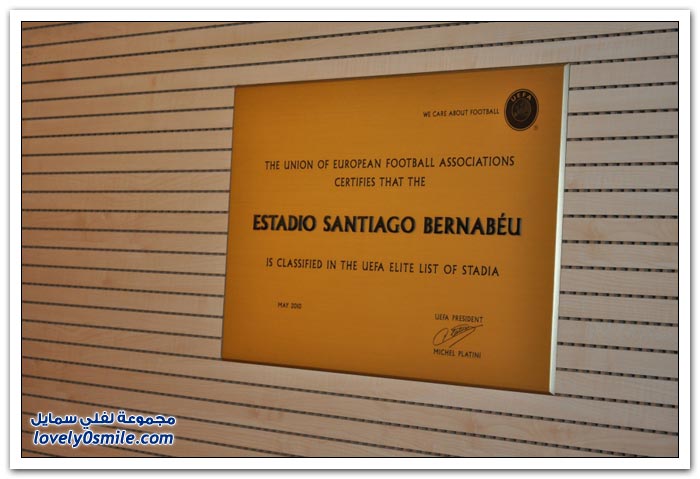 WE CARE ABOUT FOOTBALL
UEFA
THE UNION OF EUROPEAN FOOTBALL ASSOCIATIONS
CERTIFIES THAT THE
ESTADIO SANTIAGO BERNABÉU
IS CLASSIFIED IN THE UEFA ELITE LIST OF STADIA
MAY 2010
UEFA PRESIDENT
MICHEL PLATINI
مجموعة لفلي سمايل
lovely0smile.com